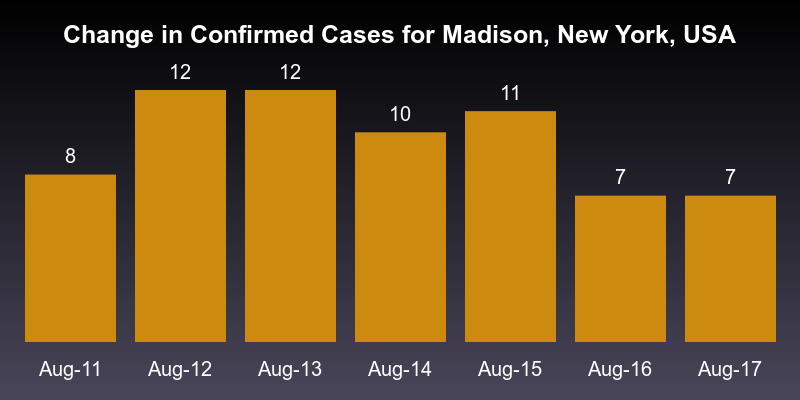 Change in Confirmed Cases for Madison, New York, USA
8
12
12
10
11
7
7
Aug-11
Aug-12
Aug-13
Aug-14
Aug-15
Aug-16
Aug-17